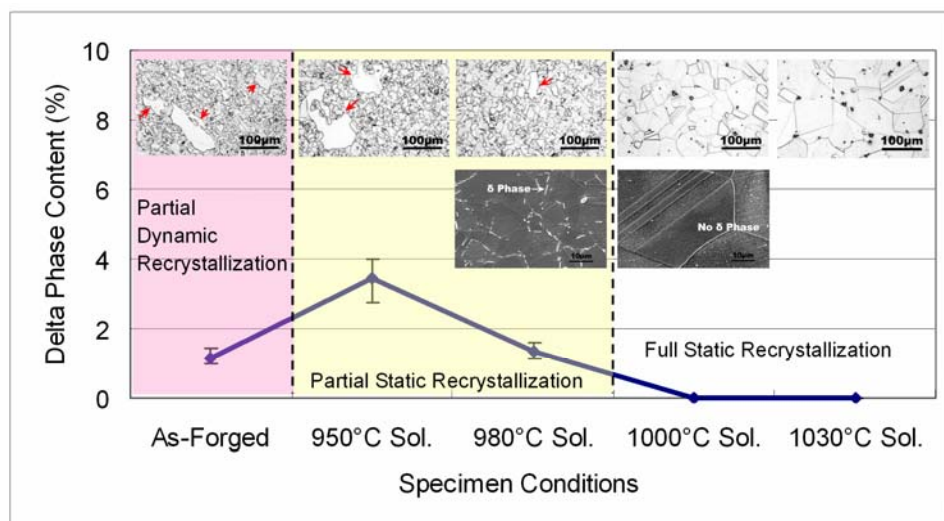 Delta Phase Content (%)
10
8
6
4
2
0
100μm
100μm
100μm
100μm
100μm
δ Phase
10μm
No δ Phase
10μm
Partial
Dynamic
Recrystallization
Partial Static Recrystallization
Full Static Recrystallization
As-Forged
950°C Sol.
980°C Sol.
1000°C Sol.
1030°C Sol.
Specimen Conditions